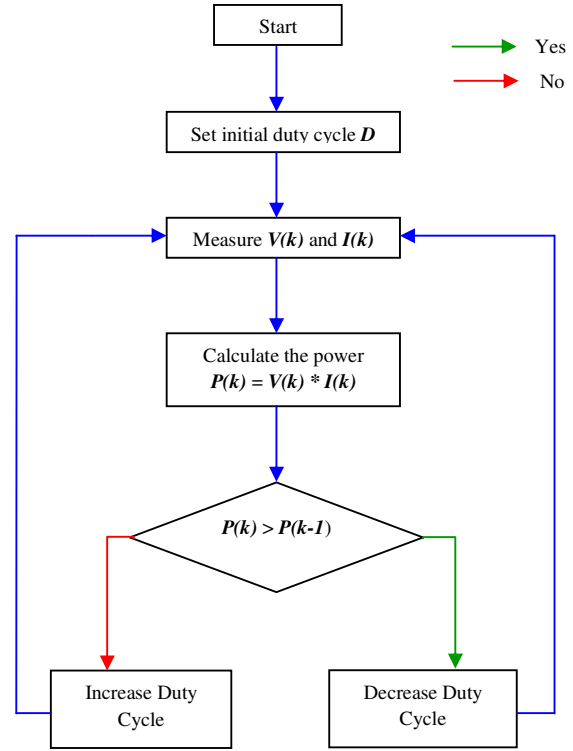 Start
Yes
No
Set initial duty cycle D
Measure V(k) and I(k)
Calculate the power
P(k) = V(k) * I(k)
P(k) > P(k-1)
Increase Duty
Cycle
Decrease Duty
Cycle